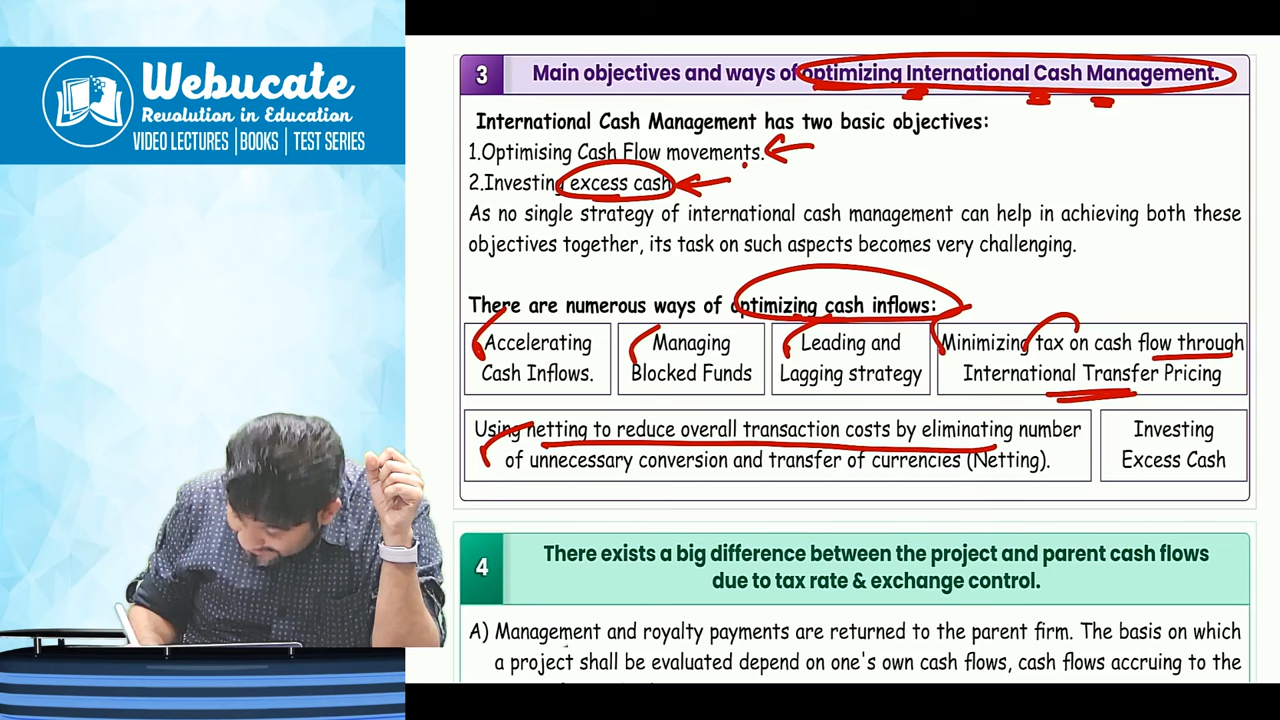 Webucate
Revolution in Education
VIDEO LECTURES | BOOKS | TEST SERIES
3 Main objectives and ways of optimizing International Cash Management.
International Cash Management has two basic objectives:
1.Optimising Cash Flow movements.
2.Investing excess cash
As no single strategy of international cash management can help in achieving both these
objectives together, its task on such aspects becomes very challenging.
There are numerous ways of optimizing cash inflows:
Accelerating
Cash Inflows.
Managing
Blocked Funds
Leading and
Lagging strategy
Minimizing tax on cash flow through
International Transfer Pricing
Using netting to reduce overall transaction costs by eliminating number
of unnecessary conversion and transfer of currencies (Netting).
Investing
Excess Cash
4 There exists a big difference between the project and parent cash flows
due to tax rate & exchange control.
A) Management and royalty payments are returned to the parent firm. The basis on which
a project shall be evaluated depend on one's own cash flows, cash flows accruing to the